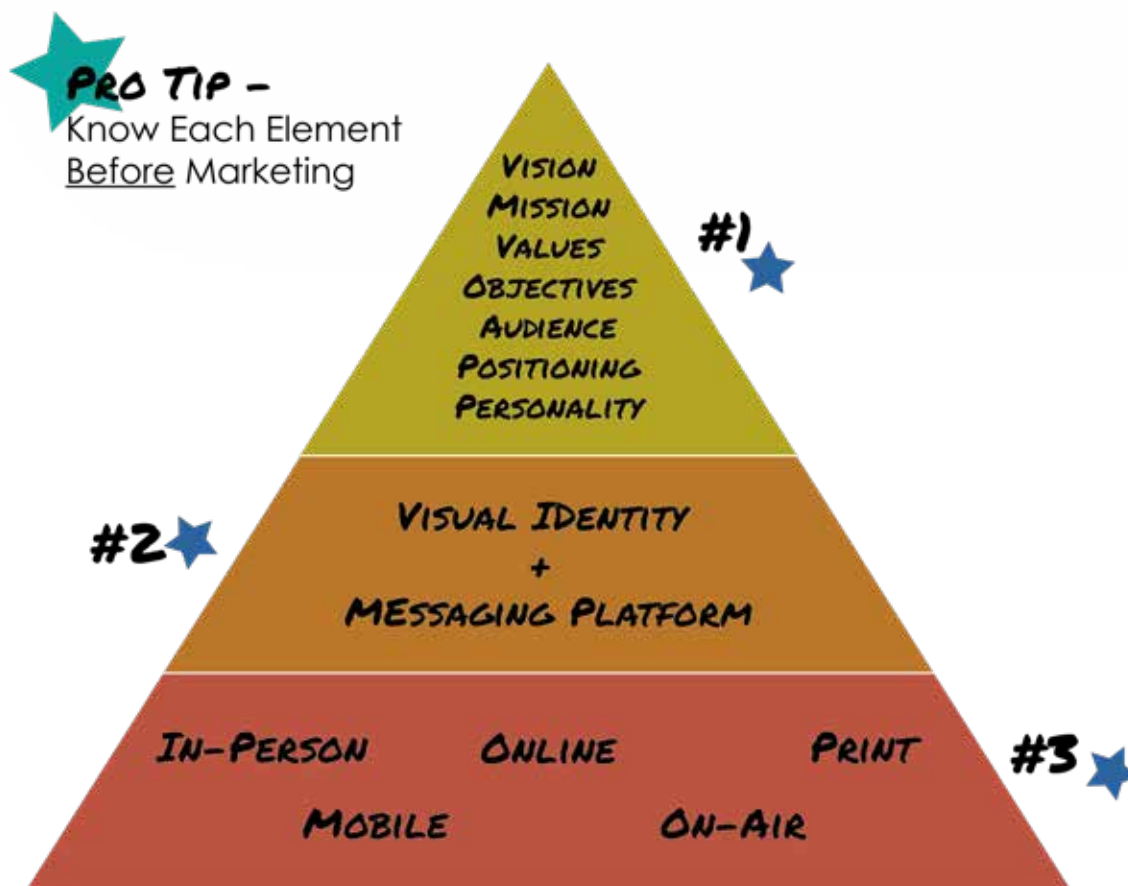 PRO TIP -
Know Each Element
Before Marketing
VISION
MISSION
VALUES
OBJECTIVES
AUDIENCE
POSITIONING
PERSONALITY
#1
VISUAL IDENTITY
+
MESSAGING PLATFORM
#2
IN-PERSON ONLINE PRINT
MOBILE ON-AIR
#3